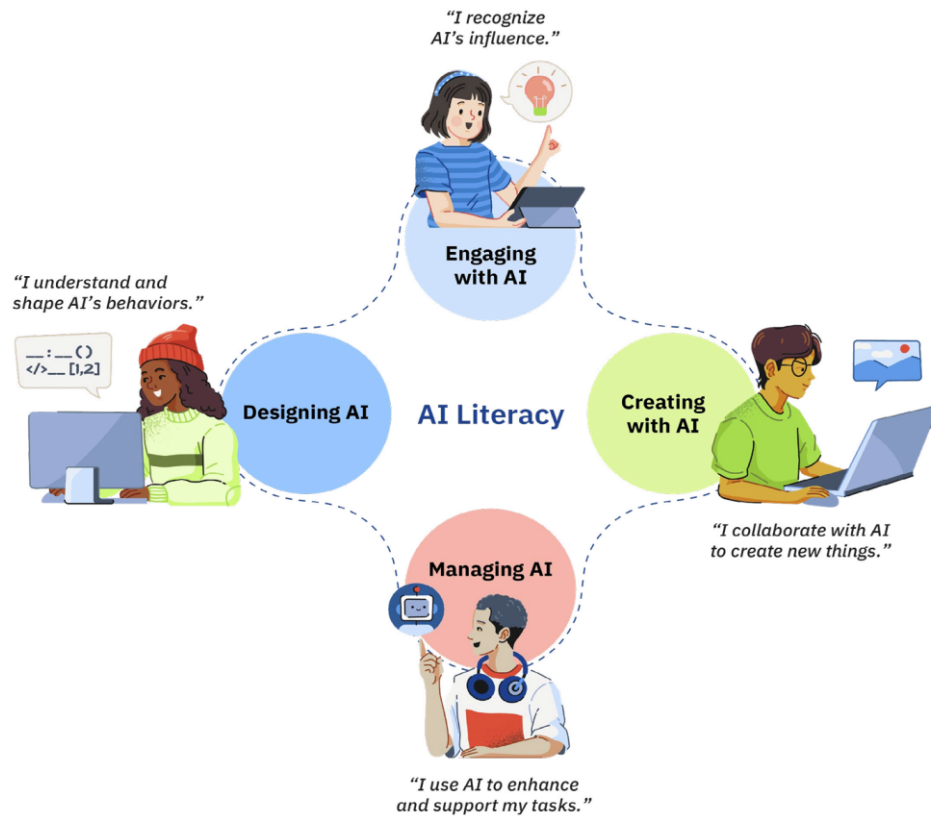 “I recognize
AI’s influence.”
Engaging
with AI
“I understand and
shape AI’s behaviors.”
__:__()
</>__[1,2]
Designing AI
AI Literacy
Creating
with AI
“I collaborate with AI
to create new things.”
Managing AI
“I use AI to enhance
and support my tasks.”